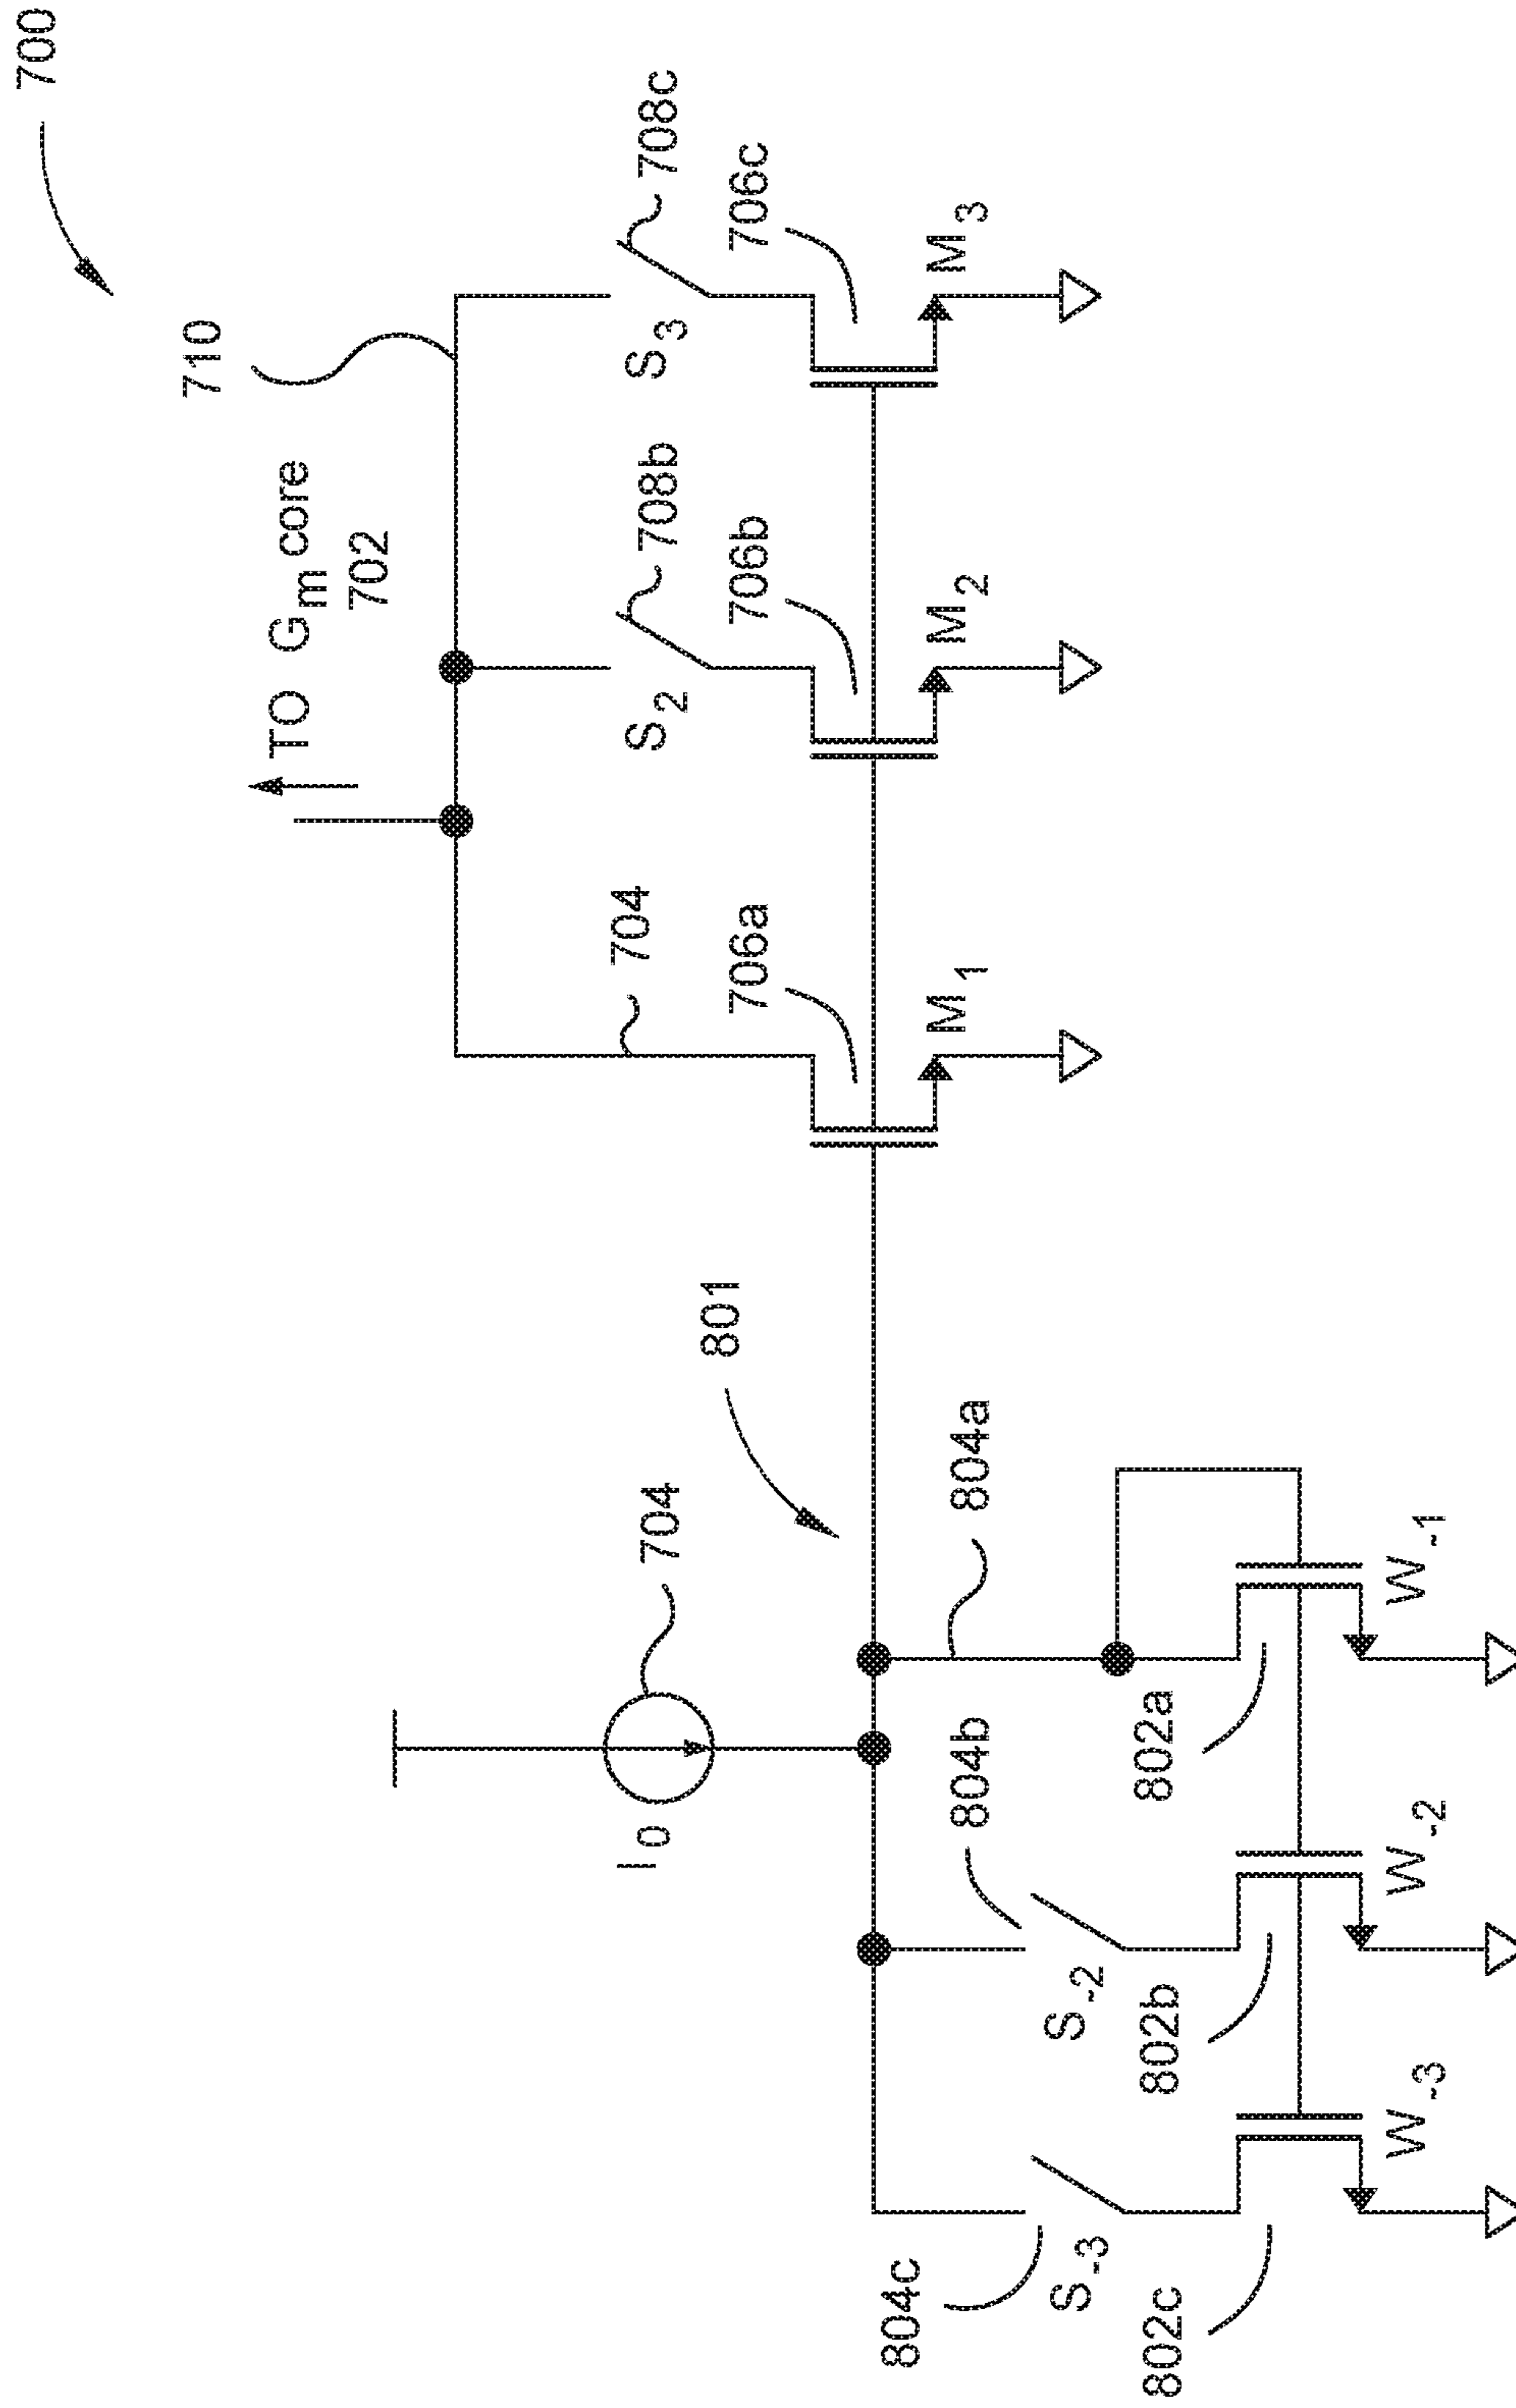 700
710
TO Gm core
702
704
706a
M1
S2
708b
706b
M2
S3
708c
706c
M3
801
I0
704
804a
804b
804c
S-2
S-3
802a
802b
802c
W-1
W-2
W-3